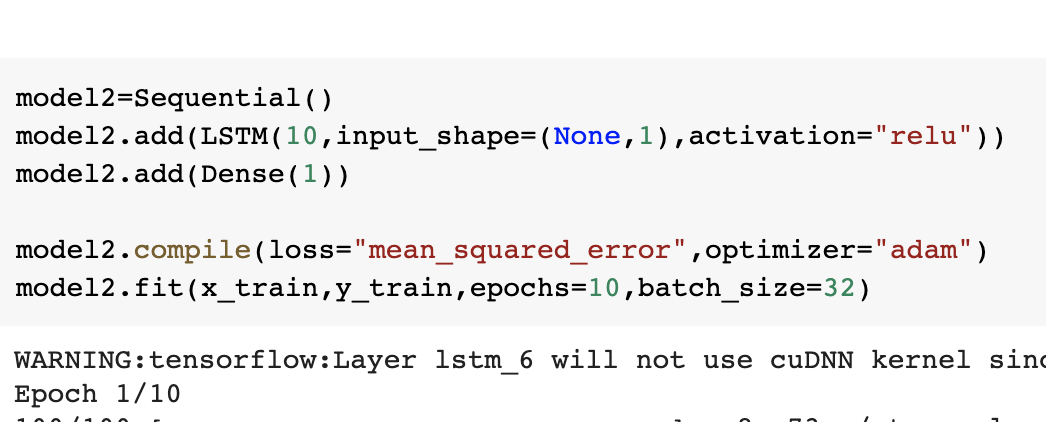 model2=Sequential()
model2.add(LSTM(10,input_shape=(None,1),activation="relu"))
model2.add(Dense(1))
model2.compile(loss="mean_squared_error",optimizer="adam")
model2.fit(x_train,y_train,epochs=10,batch_size=32)
WARNING:tensorflow:Layer lstm_6 will not use cuDNN kernel sinc
Epoch 1/10